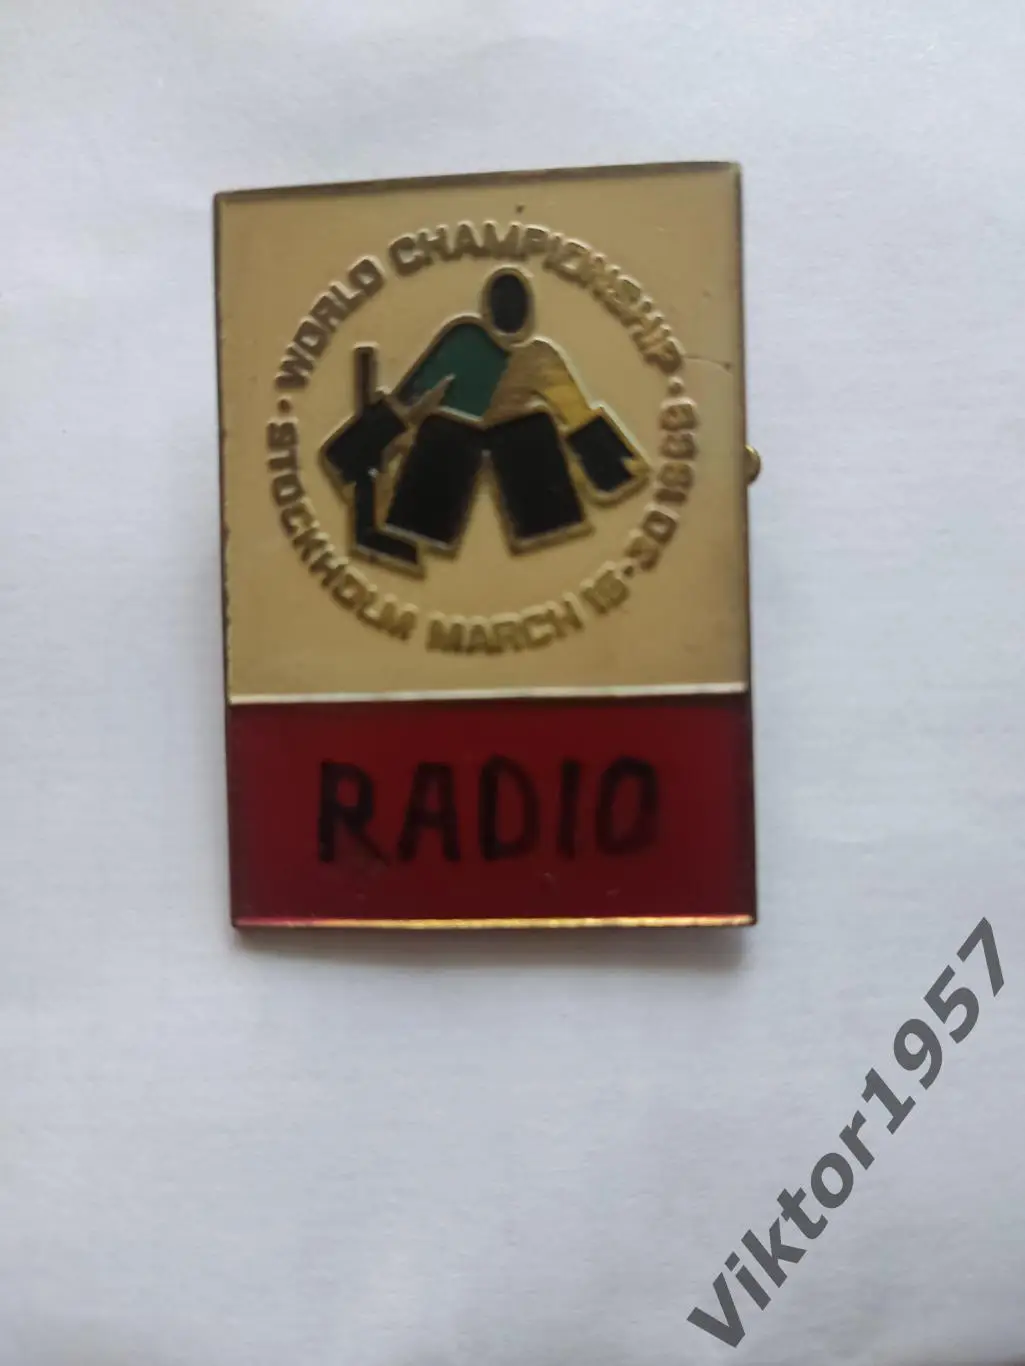 WORLD CHAMPIONSHIP · STOCKHOLM MARCH 15-30 1969
RADIO
Viktor1957